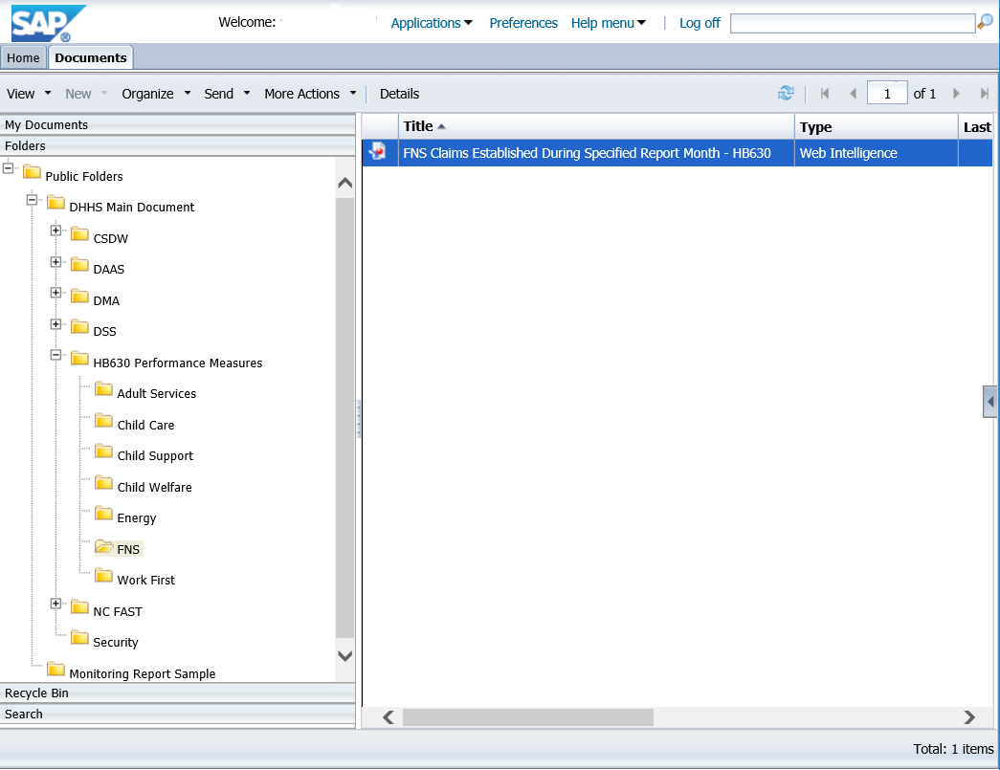 SAP ®
Welcome: Applications Preferences Help menu | Log off
Home Documents
View New Organize Send More Actions Details 1 of 1
My Documents
Folders
Public Folders
DHHS Main Document
CSDW
DAAS
DMA
DSS
HB630 Performance Measures
Adult Services
Child Care
Child Support
Child Welfare
Energy
FNS
Work First
NC FAST
Security
Monitoring Report Sample
Recycle Bin
Search
Title Type Last
FNS Claims Established During Specified Report Month - HB630 Web Intelligence
Total: 1 items